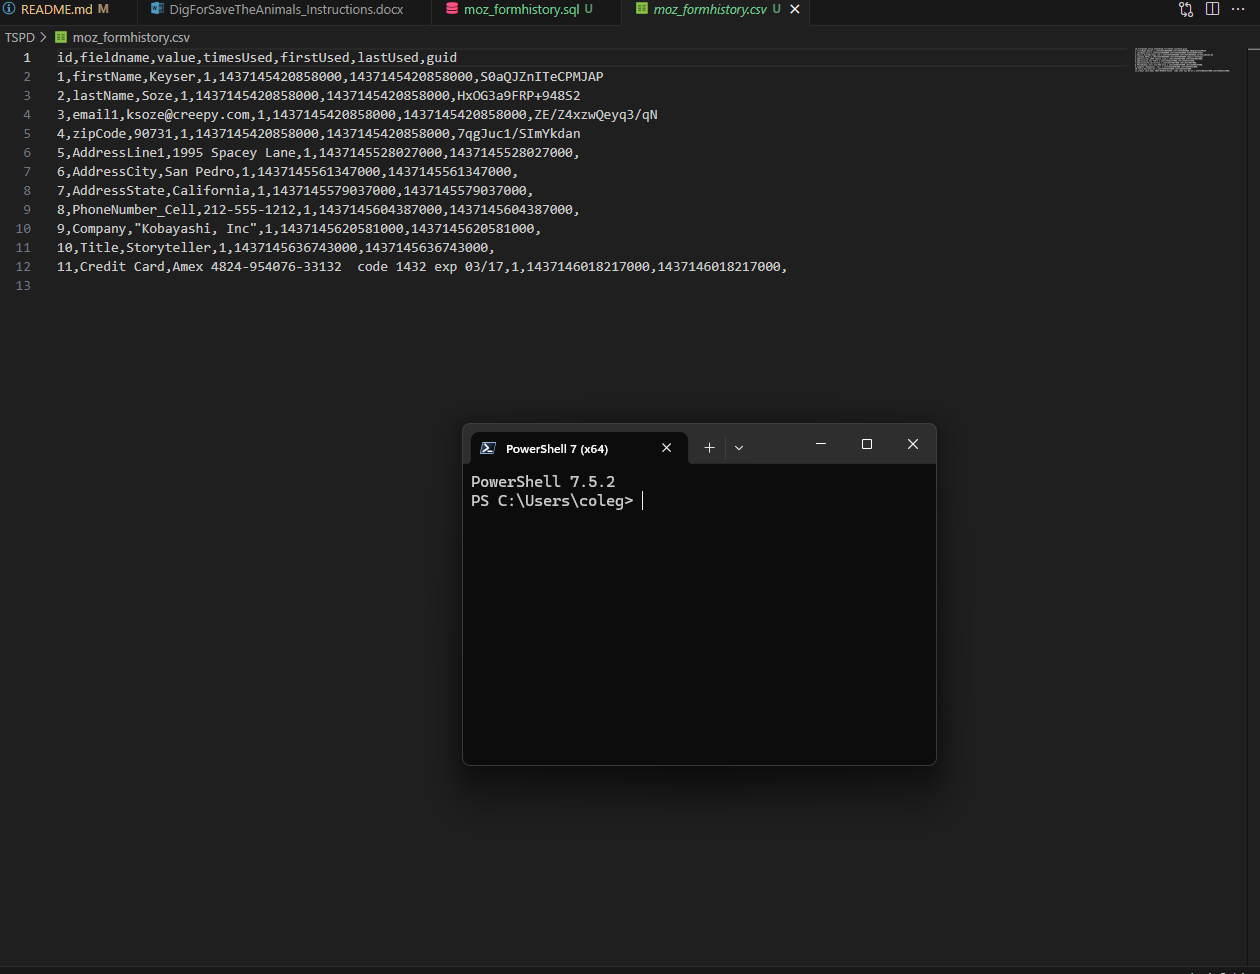 README.md M DigForSaveTheAnimals_Instructions.docx moz_formhistory.sql U moz_formhistory.csv U
TSPD > moz_formhistory.csv
1 id,fieldname,value,timesUsed,firstUsed,lastUsed,guid
2 1,firstName,Keyser,1,1437145420858000,1437145420858000,S0aQJZnITeCPMJAP
3 2,lastName,Soze,1,1437145420858000,1437145420858000,HxOG3a9FRP+948S2
4 3,email1,ksoze@creepy.com,1,1437145420858000,1437145420858000,ZE/Z4xzwQeyq3/qN
5 4,zipCode,90731,1,1437145420858000,1437145420858000,7qgJuc1/SImYkdan
6 5,AddressLine1,1995 Spacey Lane,1,1437145528027000,1437145528027000,
7 6,AddressCity,San Pedro,1,1437145561347000,1437145561347000,
8 7,AddressState,California,1,1437145579037000,1437145579037000,
9 8,PhoneNumber_Cell,212-555-1212,1,1437145604387000,1437145604387000,
10 9,Company,"Kobayashi, Inc",1,1437145620581000,1437145620581000,
11 10,Title,Storyteller,1,1437145636743000,1437145636743000,
12 11,Credit Card,Amex 4824-954076-33132  code 1432 exp 03/17,1,1437146018217000,1437146018217000,
13
PowerShell 7 (x64)
PowerShell 7.5.2
PS C:\Users\coleg>